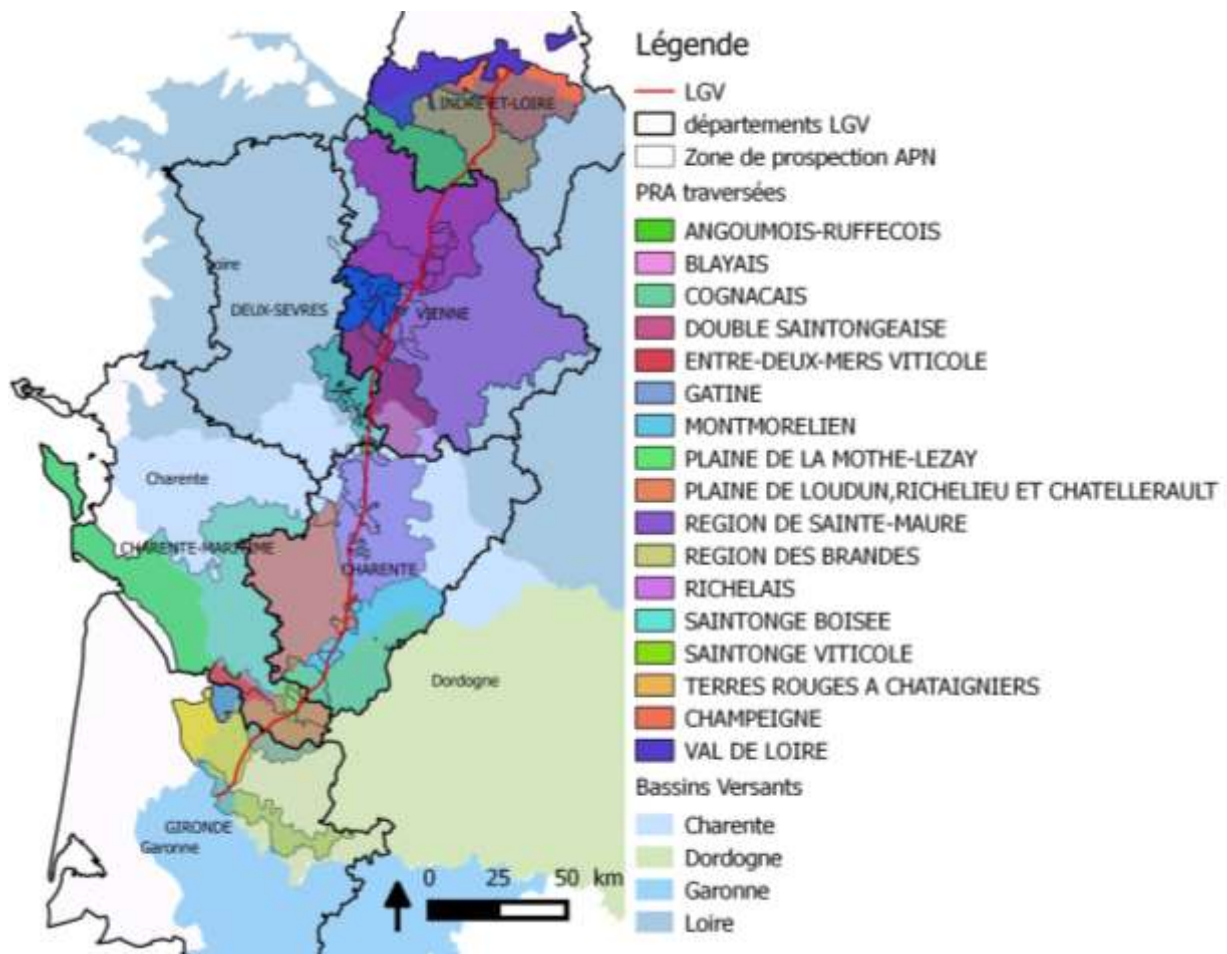 INDRE-ET-LOIRE
Loire
DEUX-SEVRES
VIENNE
Charente
CHARENTE-MARITIME
CHARENTE
Dordogne
GIRONDE
Garonne
0 25 50 km
Légende
LGV
départements LGV
Zone de prospection APN
PRA traversées
ANGOUMOIS-RUFFECOIS
BLAYAIS
COGNACAIS
DOUBLE SAINTONGEAISE
ENTRE-DEUX-MERS VITICOLE
GATINE
MONTMORELIEN
PLAINE DE LA MOTHE-LEZAY
PLAINE DE LOUDUN,RICHELIEU ET CHATELLERAULT
REGION DE SAINTE-MAURE
REGION DES BRANDES
RICHELAIS
SAINTONGE BOISEE
SAINTONGE VITICOLE
TERRES ROUGES A CHATAIGNIERS
CHAMPEIGNE
VAL DE LOIRE
Bassins Versants
Charente
Dordogne
Garonne
Loire